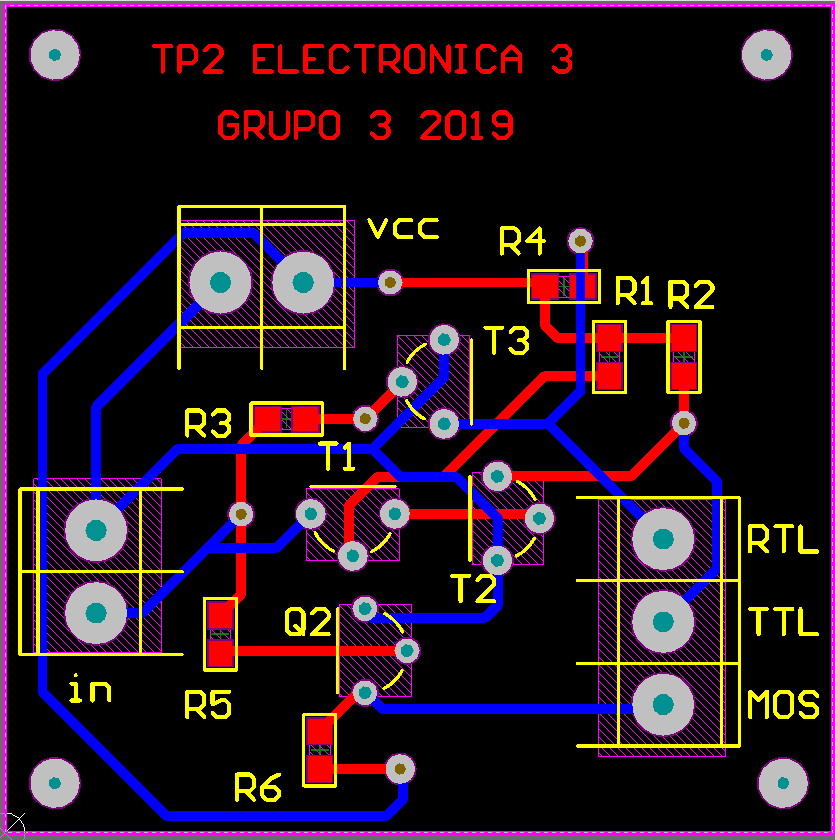 TP2 ELECTRONICA 3
GRUPO 3 2019
vcc
R4
R1
R2
T3
R3
T1
RTL
T2
Q2
TTL
in
R5
MOS
R6